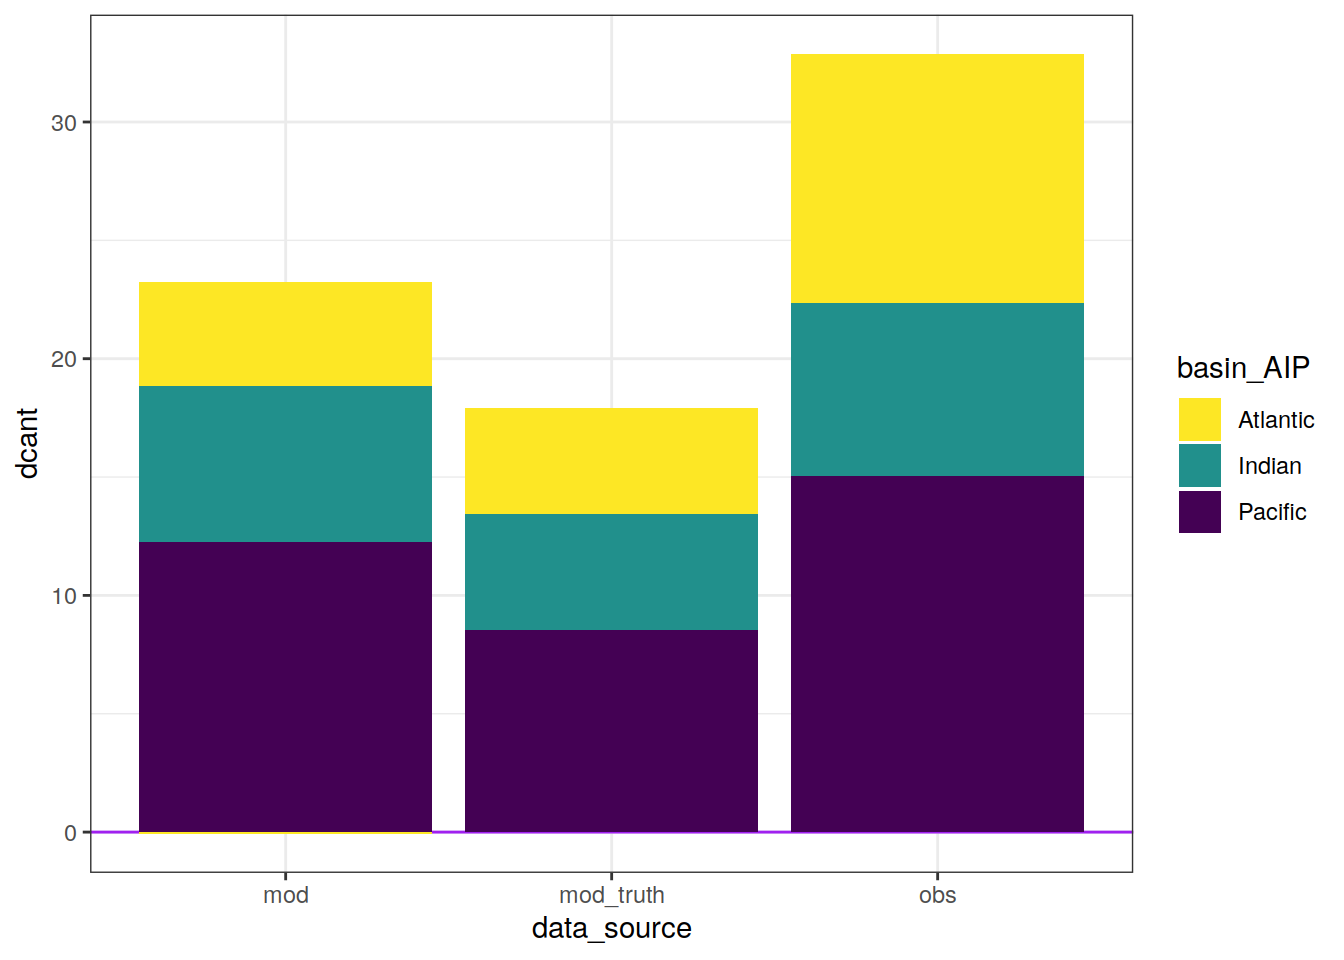 dcant
30
20
10
0
mod
mod_truth
obs
data_source
basin_AIP
Atlantic
Indian
Pacific